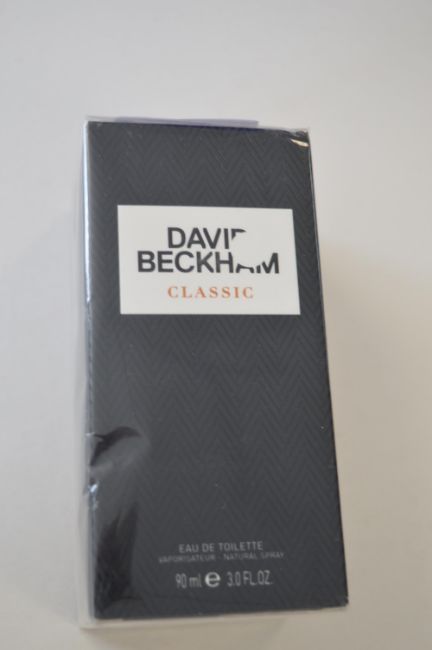 DAVID
BECKHAM
CLASSIC
EAU DE TOILETTE
VAPORISATEUR - NATURAL SPRAY
90 ml e 3.0 FL.OZ.